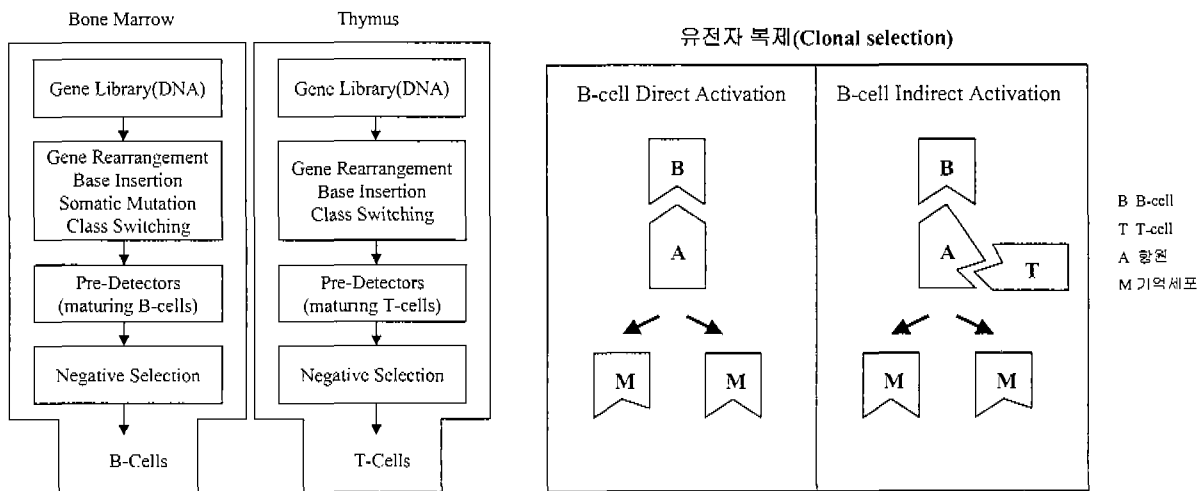 Bone Marrow
Gene Library(DNA)
Gene Rearrangement
Base Insertion
Somatic Mutation
Class Switching
Pre-Detectors
(maturing B-cells)
Negative Selection
B-Cells
Thymus
Gene Library(DNA)
Gene Rearrangement
Base Insertion
Class Switching
Pre-Detectors
(maturing T-cells)
Negative Selection
T-Cells
유전자 복제(Clonal selection)
B-cell Direct Activation
B
A
M
M
B-cell Indirect Activation
B
A
T
M
M
B B-cell
T T-cell
A 항원
M 기억세포